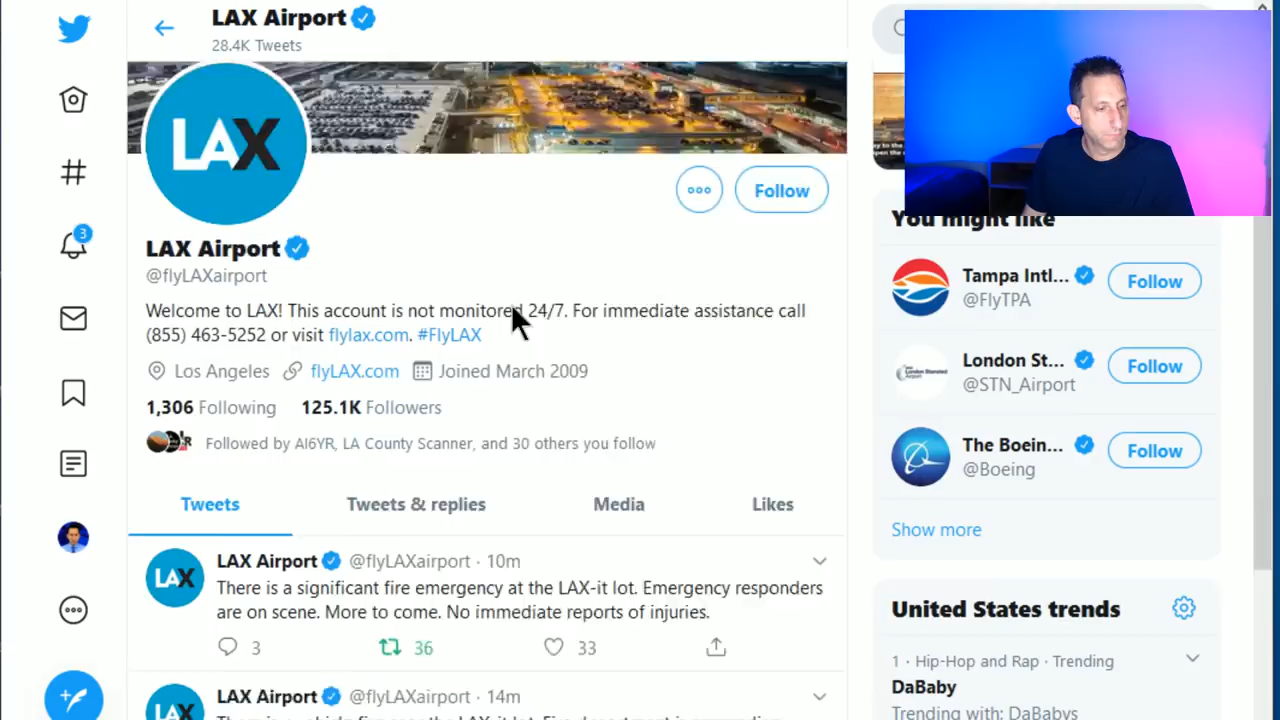 LAX Airport
28.4K Tweets
LAX
Follow
LAX Airport
@flyLAXairport
Welcome to LAX! This account is not monitored 24/7. For immediate assistance call
(855) 463-5252 or visit flylax.com. #FlyLAX
Los Angeles flyLAX.com Joined March 2009
1,306 Following 125.1K Followers
Followed by AI6YR, LA County Scanner, and 30 others you follow
Tweets Tweets & replies Media Likes
LAX
LAX Airport @flyLAXairport · 10m
There is a significant fire emergency at the LAX-it lot. Emergency responders
are on scene. More to come. No immediate reports of injuries.
3 36 33
LAX
LAX Airport @flyLAXairport · 14m
3
You might like
Tampa Intl...
@FlyTPA
Follow
London St...
@STN_Airport
Follow
The Boein...
@Boeing
Follow
Show more
United States trends
1 · Hip-Hop and Rap · Trending
DaBaby
Trending with: DaBabys